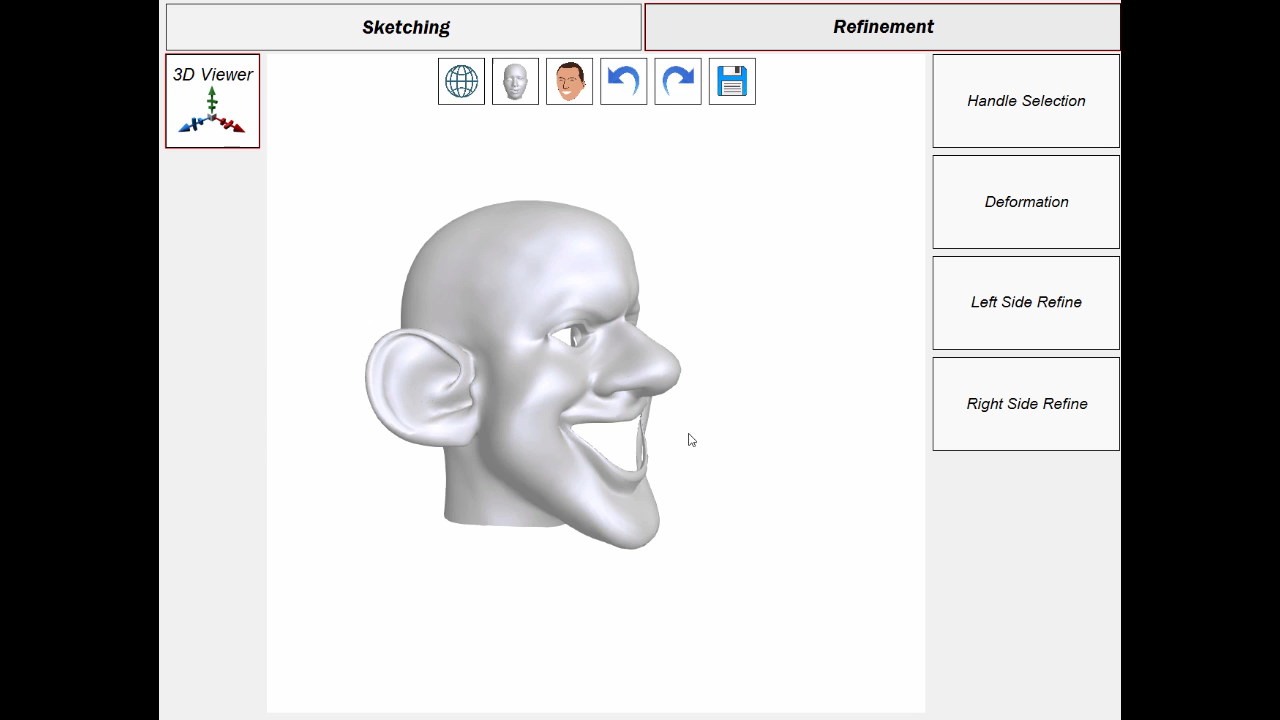 Sketching
Refinement
3D Viewer
Handle Selection
Deformation
Left Side Refine
Right Side Refine